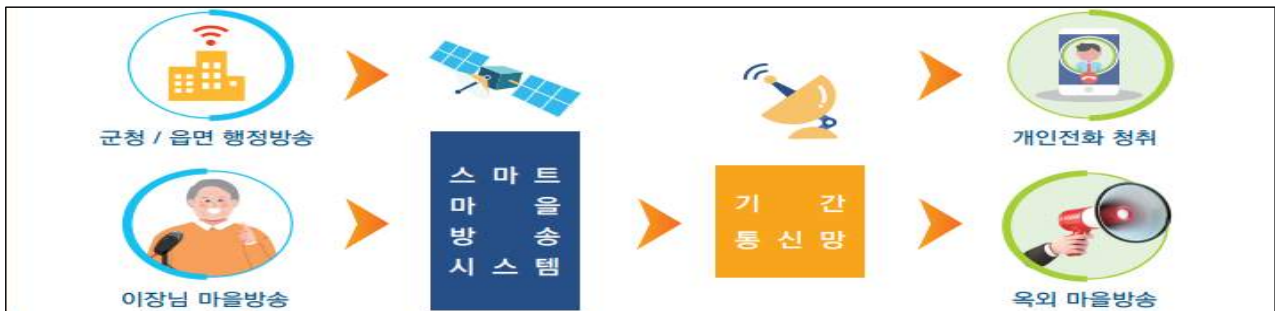 군청 / 읍면 행정방송
이장님 마을방송
스 마 트
마 을
방 송
시 스 템
기 간
통 신 망
개인전화 청취
옥외 마을방송